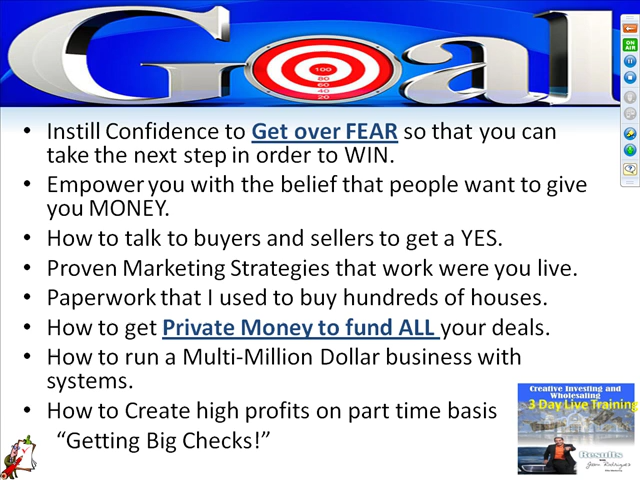 Goal
100
80
60
40
20
ON
AIR
• Instill Confidence to Get over FEAR so that you can
take the next step in order to WIN.
• Empower you with the belief that people want to give
you MONEY.
• How to talk to buyers and sellers to get a YES.
• Proven Marketing Strategies that work were you live.
• Paperwork that I used to buy hundreds of houses.
• How to get Private Money to fund ALL your deals.
• How to run a Multi-Million Dollar business with
systems.
• How to Create high profits on part time basis
“Getting Big Checks!”
Creative Investing and
Wholesaling
3 Day Live Training
Results